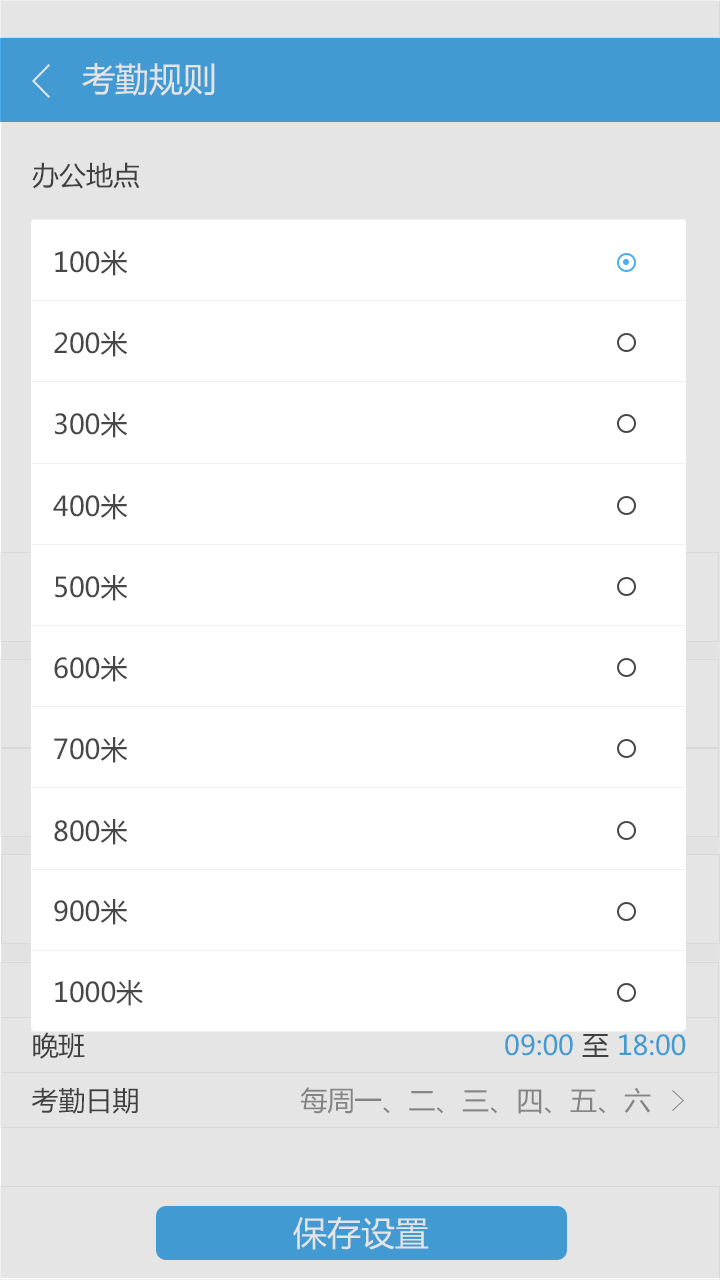 考勤规则
办公地点
100米
200米
300米
400米
500米
600米
700米
800米
900米
1000米
晚班 09:00 至 18:00
考勤日期 每周一、二、三、四、五、六
保存设置